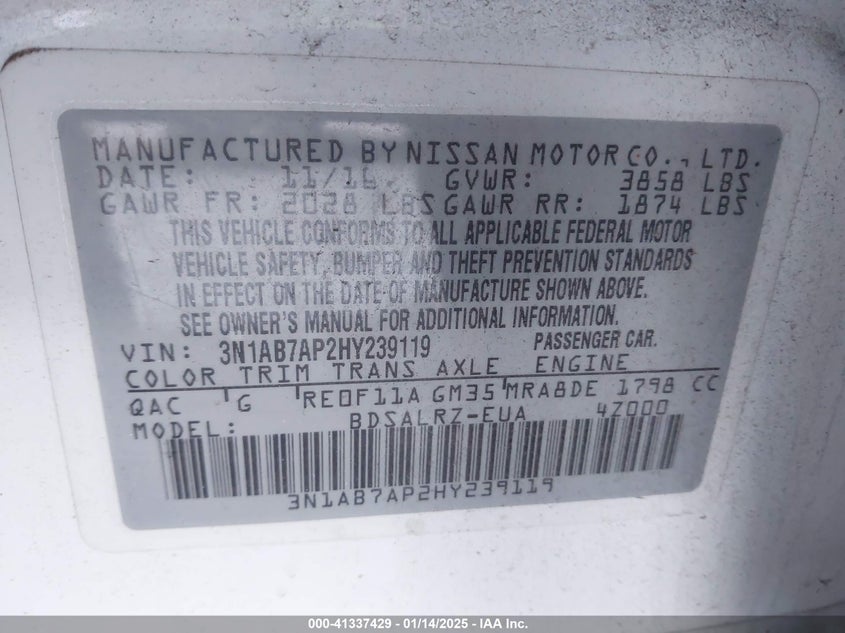 MANUFACTURED BY NISSAN MOTOR CO., LTD.
DATE: 11/16 GVWR: 3858 LBS
GAWR FR: 2028 LBS GAWR RR: 1874 LBS
THIS VEHICLE CONFORMS TO ALL APPLICABLE FEDERAL MOTOR
VEHICLE SAFETY, BUMPER AND THEFT PREVENTION STANDARDS
IN EFFECT ON THE DATE OF MANUFACTURE SHOWN ABOVE.
SEE OWNER'S MANUAL FOR ADDITIONAL INFORMATION.
VIN: 3N1AB7AP2HY239119 PASSENGER CAR.
COLOR TRIM TRANS AXLE ENGINE
QAC G RE0F11A GM35 MRA8DE 1798 CC
MODEL: BDSALRZ-EUA 4Z000
3N1AB7AP2HY239119
000-41337429 - 01/14/2025 - IAA Inc.